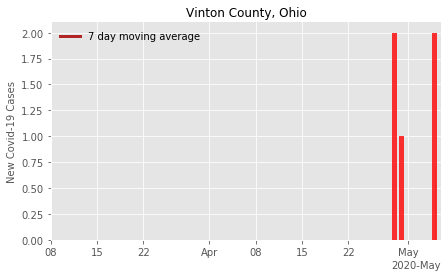 Vinton County, Ohio
7 day moving average
New Covid-19 Cases
2.00
1.75
1.50
1.25
1.00
0.75
0.50
0.25
0.00
08 15 22 Apr 08 15 22 May
2020-May